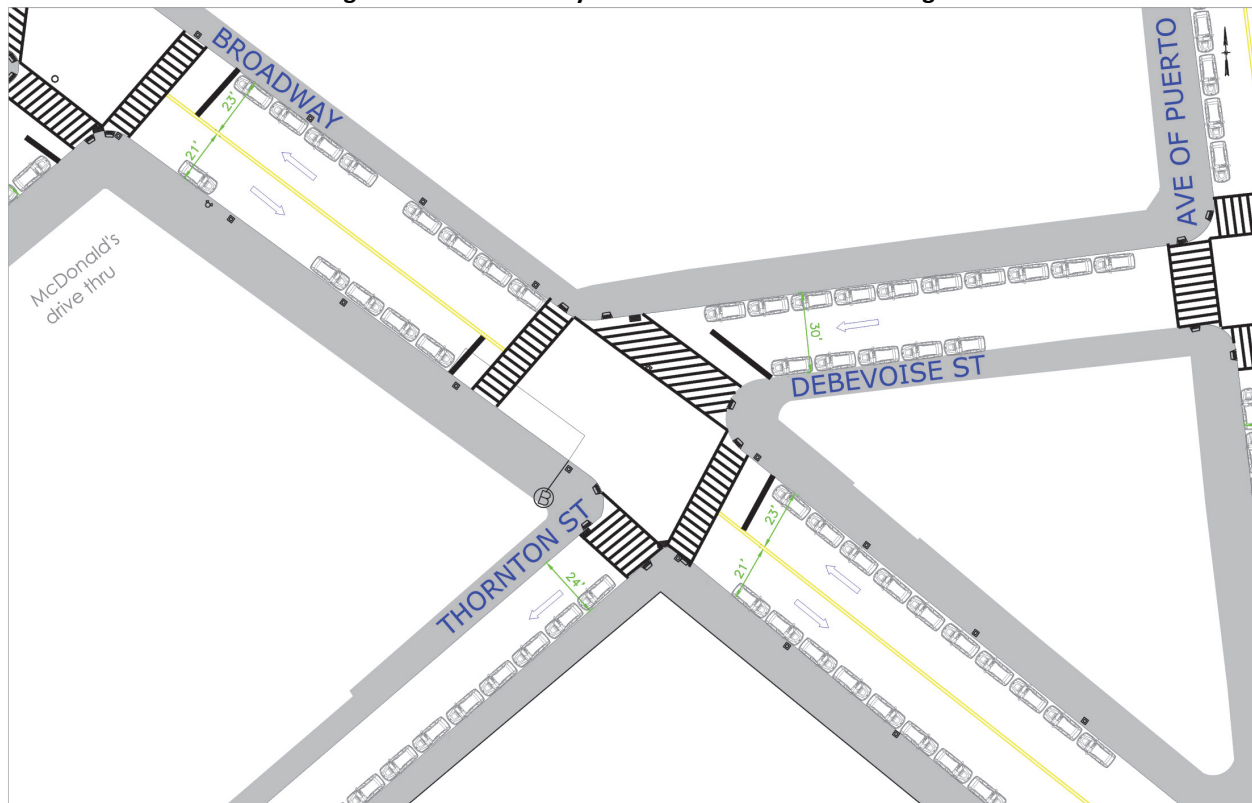 BROADWAY
AVE OF PUERTO
23'
21'
McDonald's
drive thru
30'
DEBEVOISE ST
B
THORNTON ST
23'
21'
24'